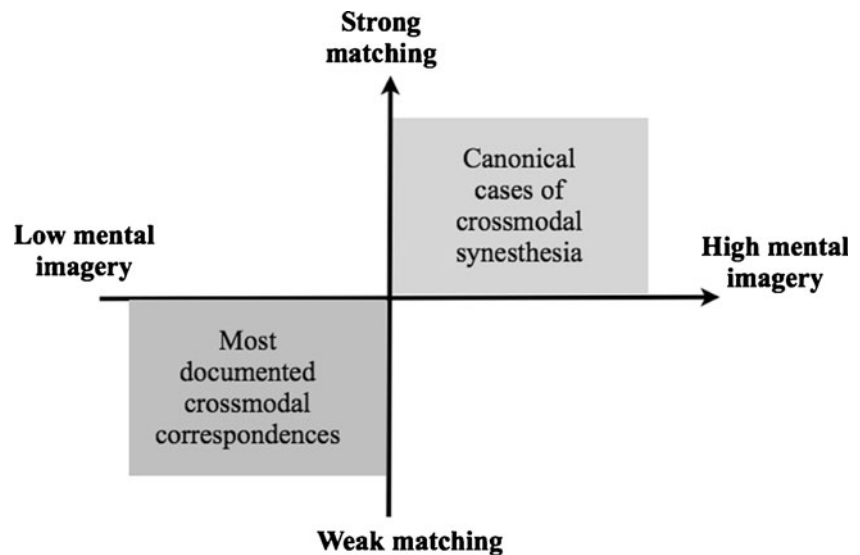 Strong
matching
Canonical
cases of
crossmodal
synesthesia
Low mental
imagery
High mental
imagery
Most
documented
crossmodal
correspondences
Weak matching